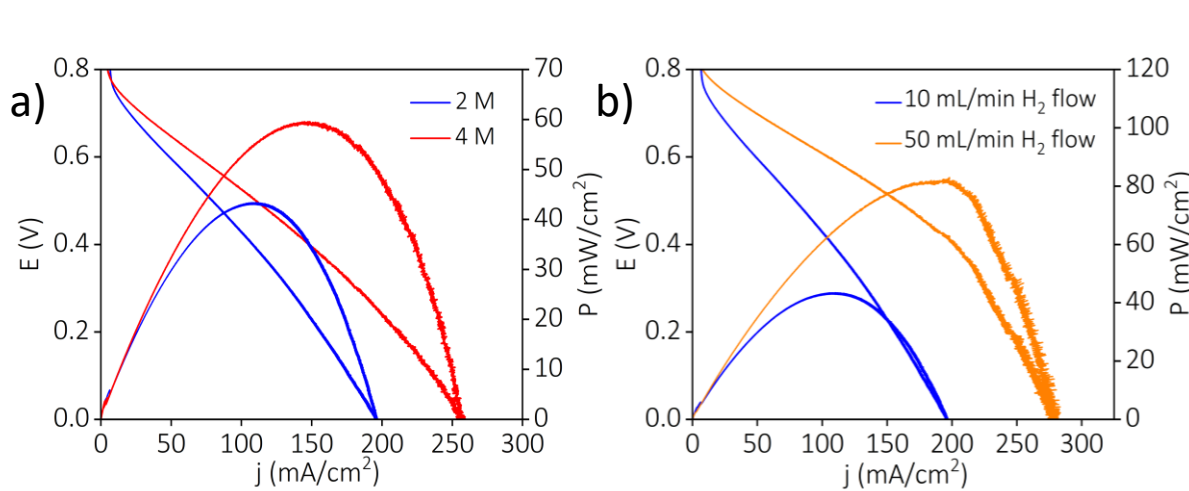 a)
2 M
4 M
E (V)
0.8
0.6
0.4
0.2
0.0
P (mW/cm²)
70
60
50
40
30
20
10
0
0 50 100 150 200 250 300
j (mA/cm²)
b)
10 mL/min H₂ flow
50 mL/min H₂ flow
E (V)
0.8
0.6
0.4
0.2
0.0
P (mW/cm²)
120
100
80
60
40
20
0
0 50 100 150 200 250 300
j (mA/cm²)